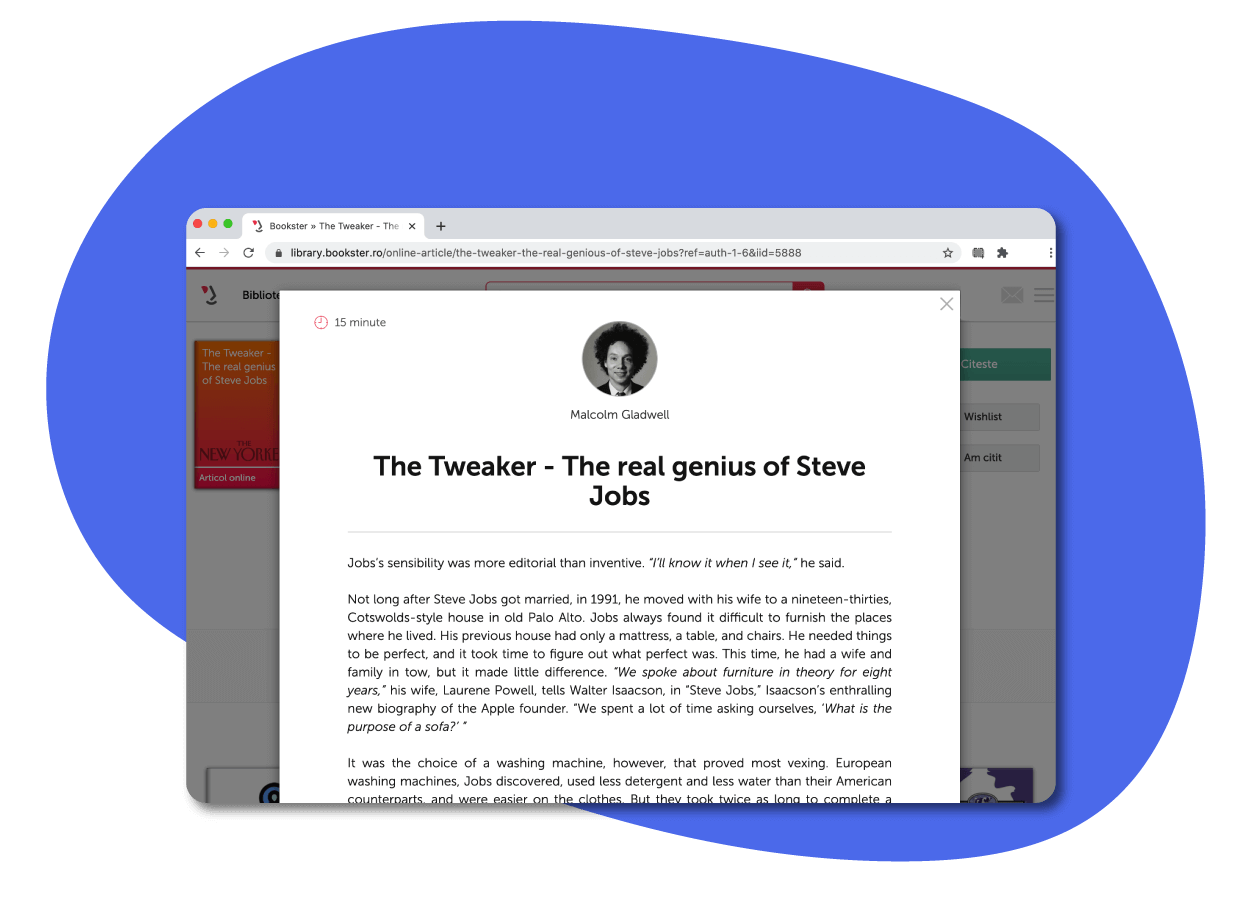 Bookster » The Tweaker - The
library.bookster.ro/online-article/the-tweaker-the-real-genious-of-steve-jobs?ref=auth-1-6&iid=5888
15 minute
Malcolm Gladwell
The Tweaker - The real genius of Steve
Jobs
Jobs’s sensibility was more editorial than inventive. “I’ll know it when I see it,” he said.
Not long after Steve Jobs got married, in 1991, he moved with his wife to a nineteen-thirties,
Cotswolds-style house in old Palo Alto. Jobs always found it difficult to furnish the places
where he lived. His previous house had only a mattress, a table, and chairs. He needed things
to be perfect, and it took time to figure out what perfect was. This time, he had a wife and
family in tow, but it made little difference. “We spoke about furniture in theory for eight
years,” his wife, Laurene Powell, tells Walter Isaacson, in “Steve Jobs,” Isaacson’s enthralling
new biography of the Apple founder. “We spent a lot of time asking ourselves, ‘What is the
purpose of a sofa?’ ”
It was the choice of a washing machine, however, that proved most vexing. European
washing machines, Jobs discovered, used less detergent and less water than their American
counterparts, and were easier on the clothes. But they took twice as long to complete a
Bibliote
The Tweaker -
The real genius
of Steve Jobs
THE
NEW YORKE
Articol online
Citeste
Wishlist
Am citit